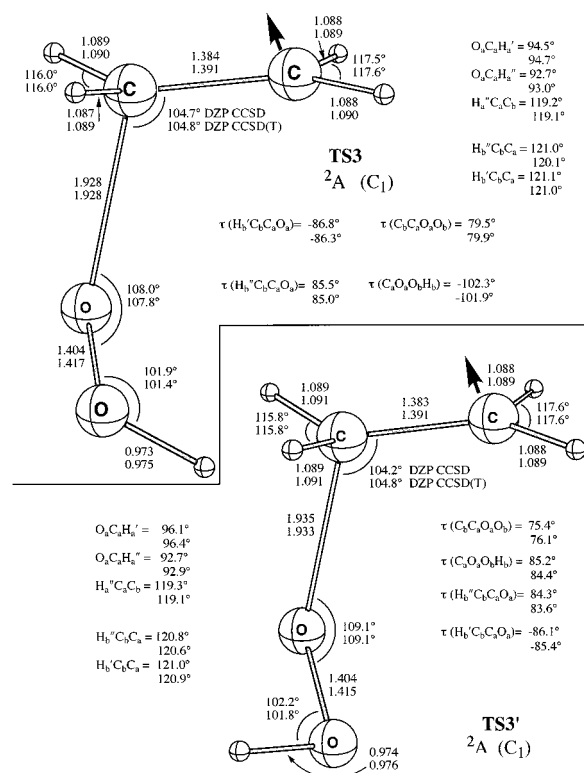 1.089
1.090
1.384
1.391
1.088
1.089
116.0°
116.0°
C
C
117.5°
117.6°
1.087
1.089
1.088
1.090
104.7° DZP CCSD
104.8° DZP CCSD(T)
OaCaHa′ = 94.5°
94.7°
OaCaHa″ = 92.7°
93.0°
Ha″CaCb = 119.2°
119.1°
Hb″CbCa = 121.0°
120.1°
Hb′CbCa = 121.1°
121.0°
TS3
²A (C₁)
1.928
1.928
τ (Hb′CbCaOa)= -86.8°
-86.3°
τ (CbCaOaOb)= 79.5°
79.9°
τ (Hb″CbCaOa)= 85.5°
85.0°
τ (CaOaObHb)= -102.3°
-101.9°
O
108.0°
107.8°
1.404
1.417
O
101.9°
101.4°
0.973
0.975
1.089
1.091
1.383
1.391
1.088
1.089
115.8°
115.8°
C
C
117.6°
117.6°
1.089
1.091
1.088
1.089
104.2° DZP CCSD
104.8° DZP CCSD(T)
1.935
1.933
OaCaHa′ = 96.1°
96.4°
OaCaHa″ = 92.7°
92.9°
Ha″CaCb = 119.3°
119.1°
Hb″CbCa = 120.8°
120.6°
Hb′CbCa = 121.0°
120.9°
τ (CbCaOaOb)= 75.4°
76.1°
τ (CaOaObHb)= 85.2°
84.4°
τ (Hb″CbCaOa)= 84.3°
83.6°
τ (Hb′CbCaOa)= -86.1°
-85.4°
O
109.1°
109.1°
1.404
1.415
102.2°
101.8°
O
0.974
0.976
TS3'
²A (C₁)